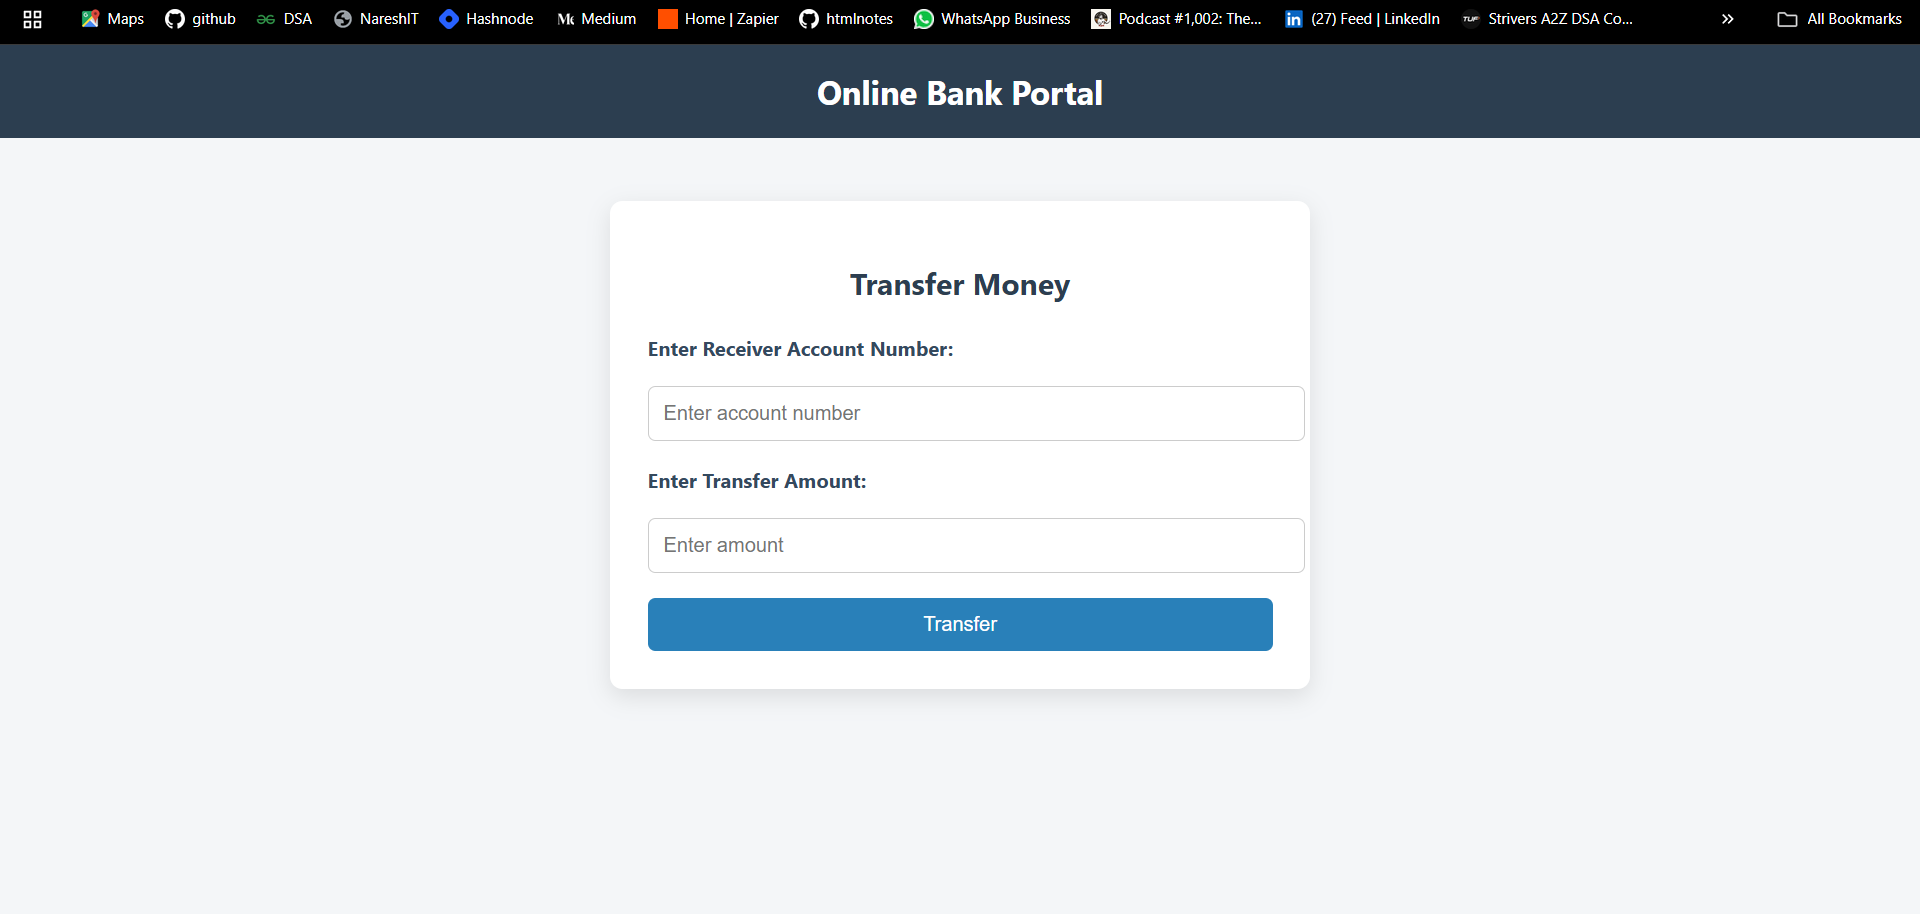 Maps github DSA NareshIT Hashnode Medium Home | Zapier htmlnotes WhatsApp Business Podcast #1,002: The... (27) Feed | LinkedIn Strivers A2Z DSA Co... » All Bookmarks
Online Bank Portal
Transfer Money
Enter Receiver Account Number:
Enter account number
Enter Transfer Amount:
Enter amount
Transfer